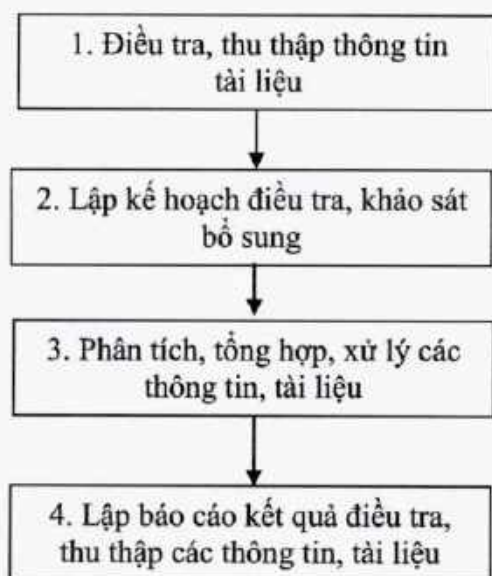 1. Điều tra, thu thập thông tin
tài liệu
2. Lập kế hoạch điều tra, khảo sát
bổ sung
3. Phân tích, tổng hợp, xử lý các
thông tin, tài liệu
4. Lập báo cáo kết quả điều tra,
thu thập các thông tin, tài liệu